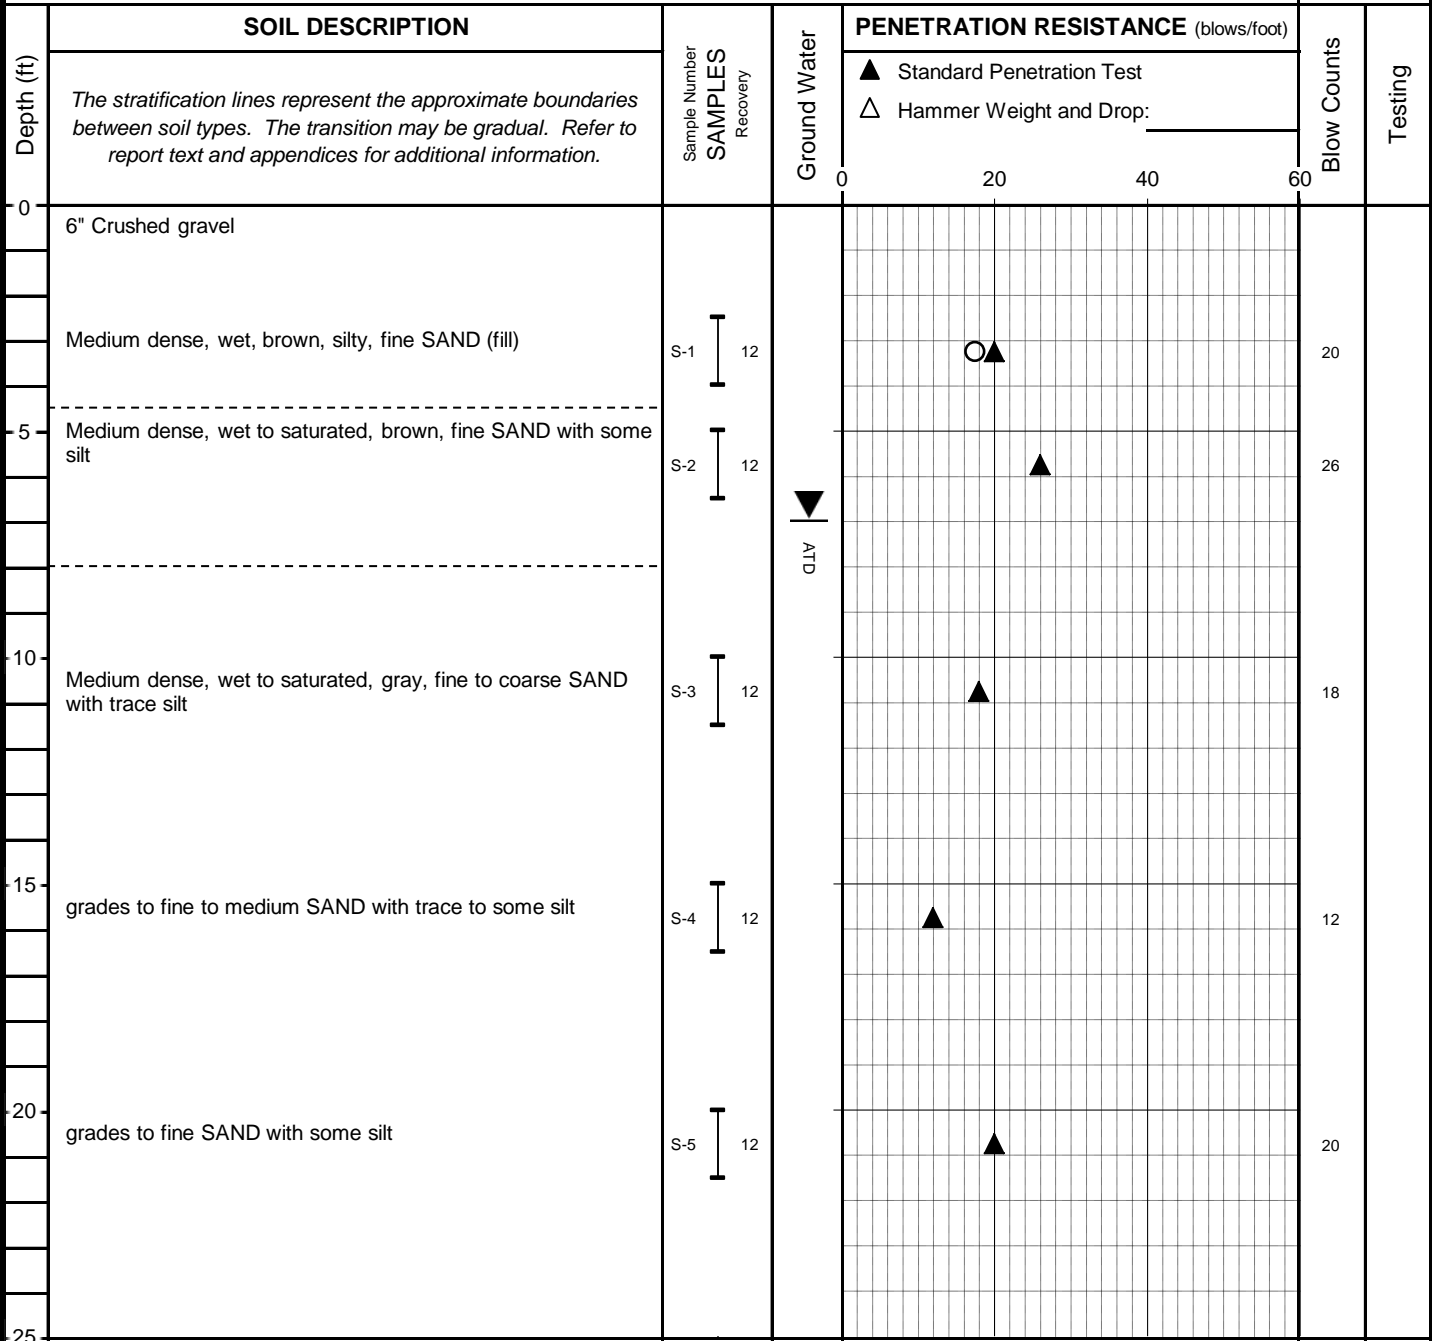 SOIL DESCRIPTION
PENETRATION RESISTANCE (blows/foot)
Depth (ft)
The stratification lines represent the approximate boundaries
between soil types. The transition may be gradual. Refer to
report text and appendices for additional information.
Sample Number
SAMPLES
Recovery
Ground Water
Standard Penetration Test
Hammer Weight and Drop:
Blow Counts
Testing
0 20 40 60
0
6" Crushed gravel
Medium dense, wet, brown, silty, fine SAND (fill)
S-1 12 20
5
Medium dense, wet to saturated, brown, fine SAND with some
silt
S-2 12 26
ATD
10
Medium dense, wet to saturated, gray, fine to coarse SAND
with trace silt
S-3 12 18
15
grades to fine to medium SAND with trace to some silt
S-4 12 12
20
grades to fine SAND with some silt
S-5 12 20
25